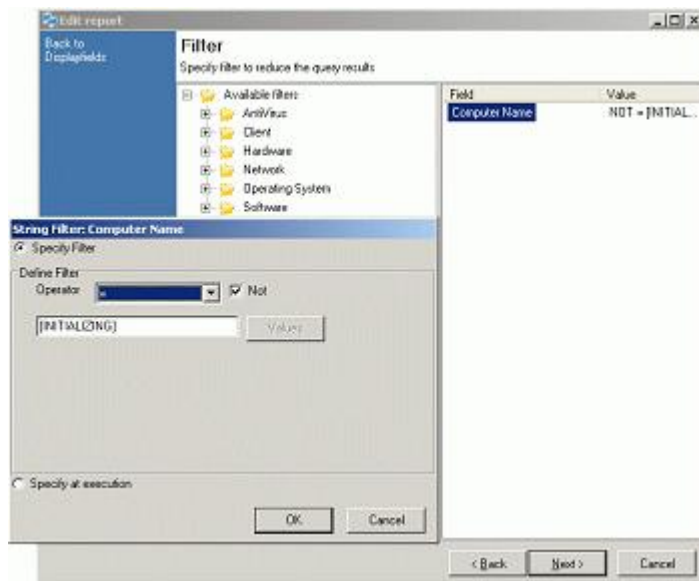 Edit report
Back to
Displayfields
Filter
Specify filter to reduce the query results
Available filters
AntiVirus
Client
Hardware
Network
Operating System
Software
Field Value
Computer Name NOT = [INITIAL...
String Filter: Computer Name
Specify Filter
Define Filter
Operator = Not
[INITIALIZING] Values
Specify at execution
OK Cancel
< Back Next > Cancel